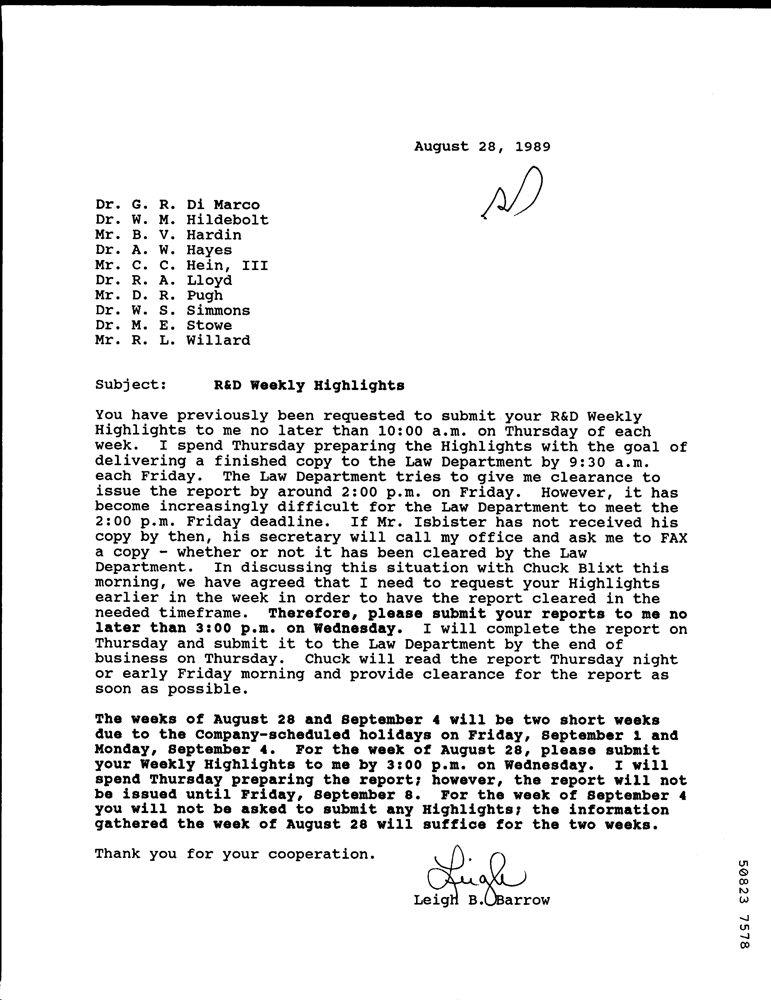 August 28, 1989
Dr. G. R. Di Marco
Dr. W. M. Hildebolt
Mr. B. V. Hardin
Dr. A. W. Hayes
Mr. C. C. Hein, III
Dr. R. A. Lloyd
Mr. D. R. Pugh
Dr. W. S. Simmons
Dr. M. E. Stowe
Mr. R. L. Willard
Subject: R&D Weekly Highlights
You have previously been requested to submit your R&D Weekly
Highlights to me no later than 10:00 a.m. on Thursday of each
week. I spend Thursday preparing the Highlights with the goal of
delivering a finished copy to the Law Department by 9:30 a.m.
each Friday. The Law Department tries to give me clearance to
issue the report by around 2:00 p.m. on Friday. However, it has
become increasingly difficult for the Law Department to meet the
2:00 p.m. Friday deadline. If Mr. Isbister has not received his
copy by then, his secretary will call my office and ask me to FAX
a copy - whether or not it has been cleared by the Law
Department. In discussing this situation with Chuck Blixt this
morning, we have agreed that I need to request your Highlights
earlier in the week in order to have the report cleared in the
needed timeframe. Therefore, please submit your reports to me no
later than 3:00 p.m. on Wednesday. I will complete the report on
Thursday and submit it to the Law Department by the end of
business on Thursday. Chuck will read the report Thursday night
or early Friday morning and provide clearance for the report as
soon as possible.
The weeks of August 28 and September 4 will be two short weeks
due to the Company-scheduled holidays on Friday, September 1 and
Monday, September 4. For the week of August 28, please submit
your Weekly Highlights to me by 3:00 p.m. on Wednesday. I will
spend Thursday preparing the report; however, the report will not
be issued until Friday, September 8. For the week of September 4
you will not be asked to submit any Highlights; the information
gathered the week of August 28 will suffice for the two weeks.
Thank you for your cooperation.
Leigh
Leigh B. Barrow
50823 7578